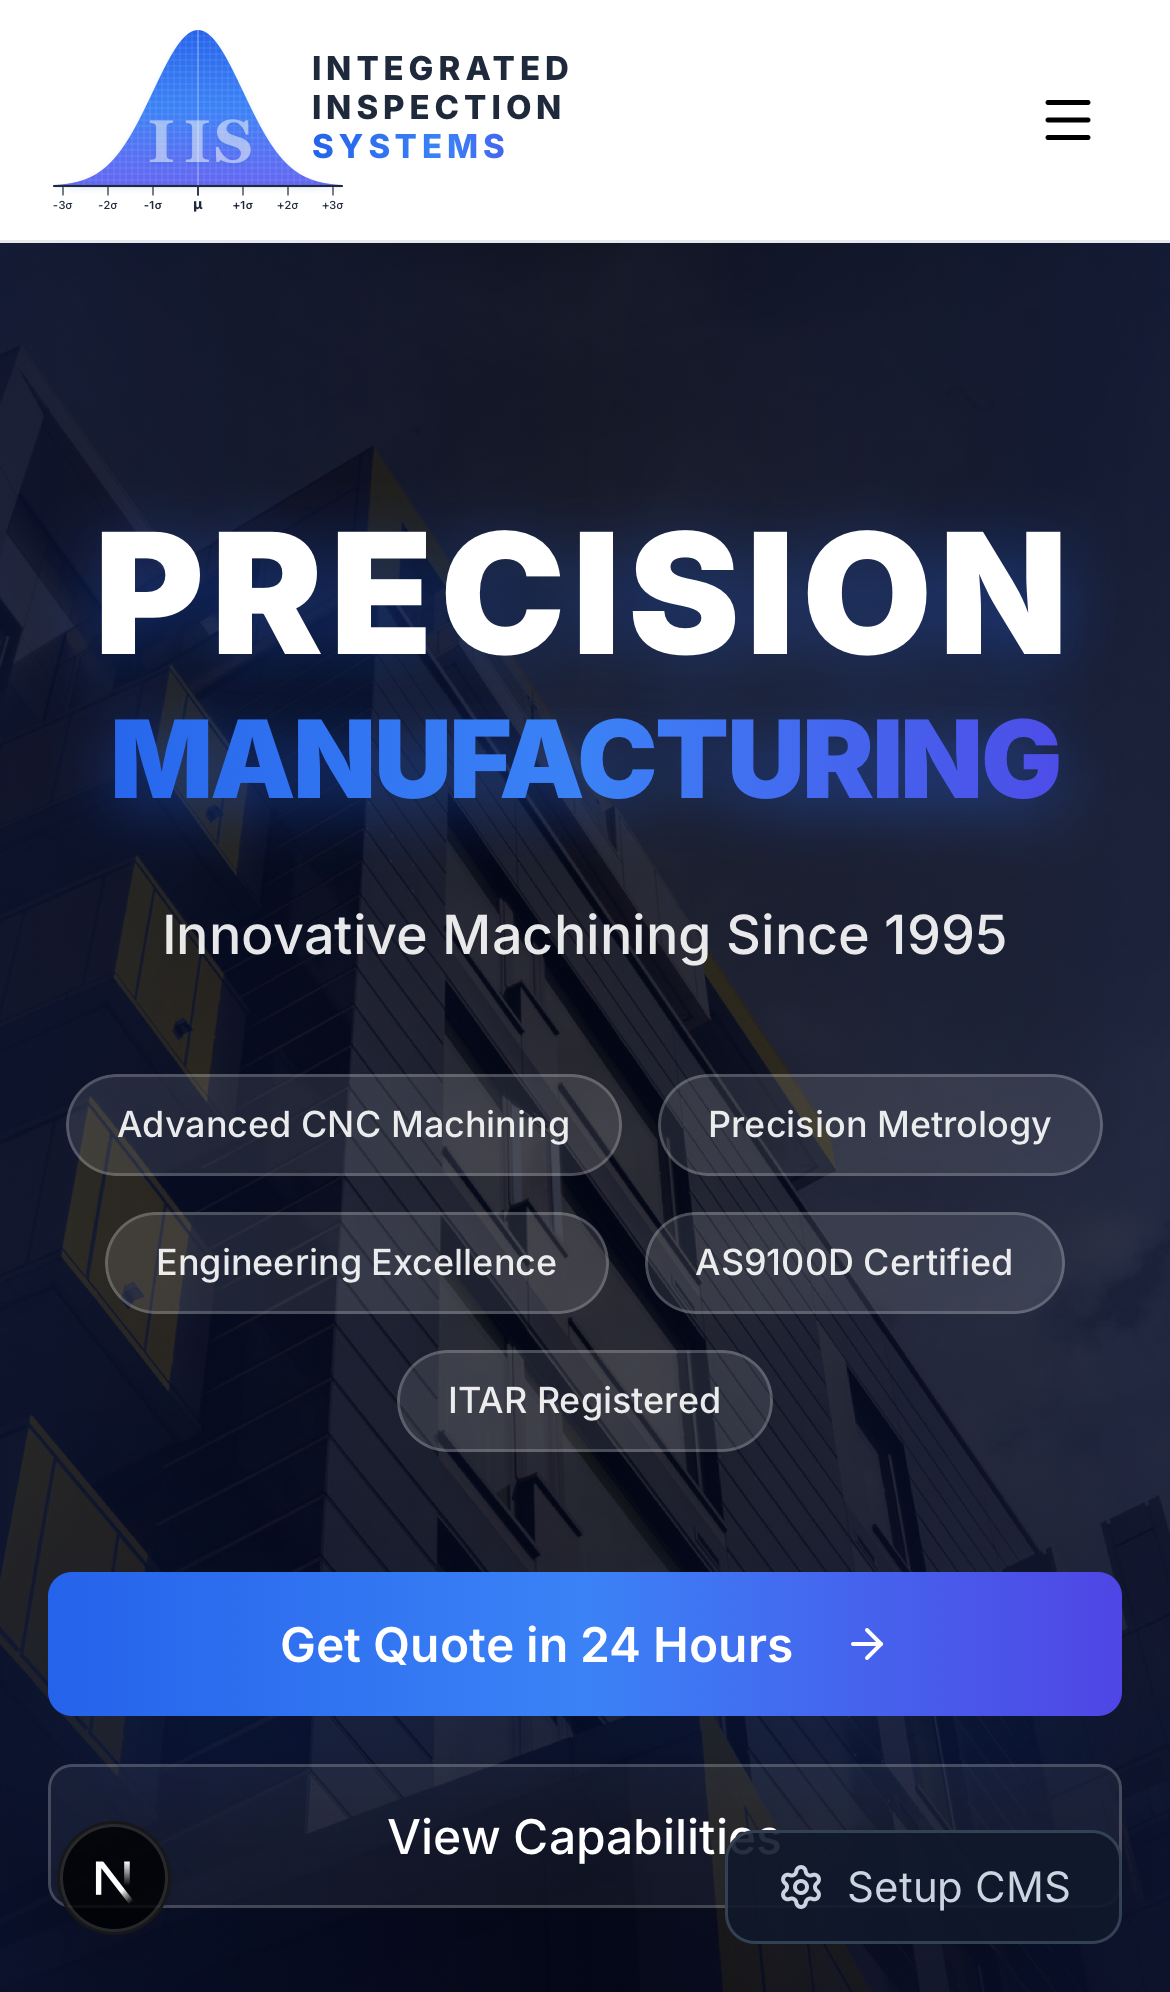 IIS
-3σ -2σ -1σ μ +1σ +2σ +3σ
INTEGRATED
INSPECTION
SYSTEMS
PRECISION
MANUFACTURING
Innovative Machining Since 1995
Advanced CNC Machining
Precision Metrology
Engineering Excellence
AS9100D Certified
ITAR Registered
Get Quote in 24 Hours
View Capabilities
N
Setup CMS